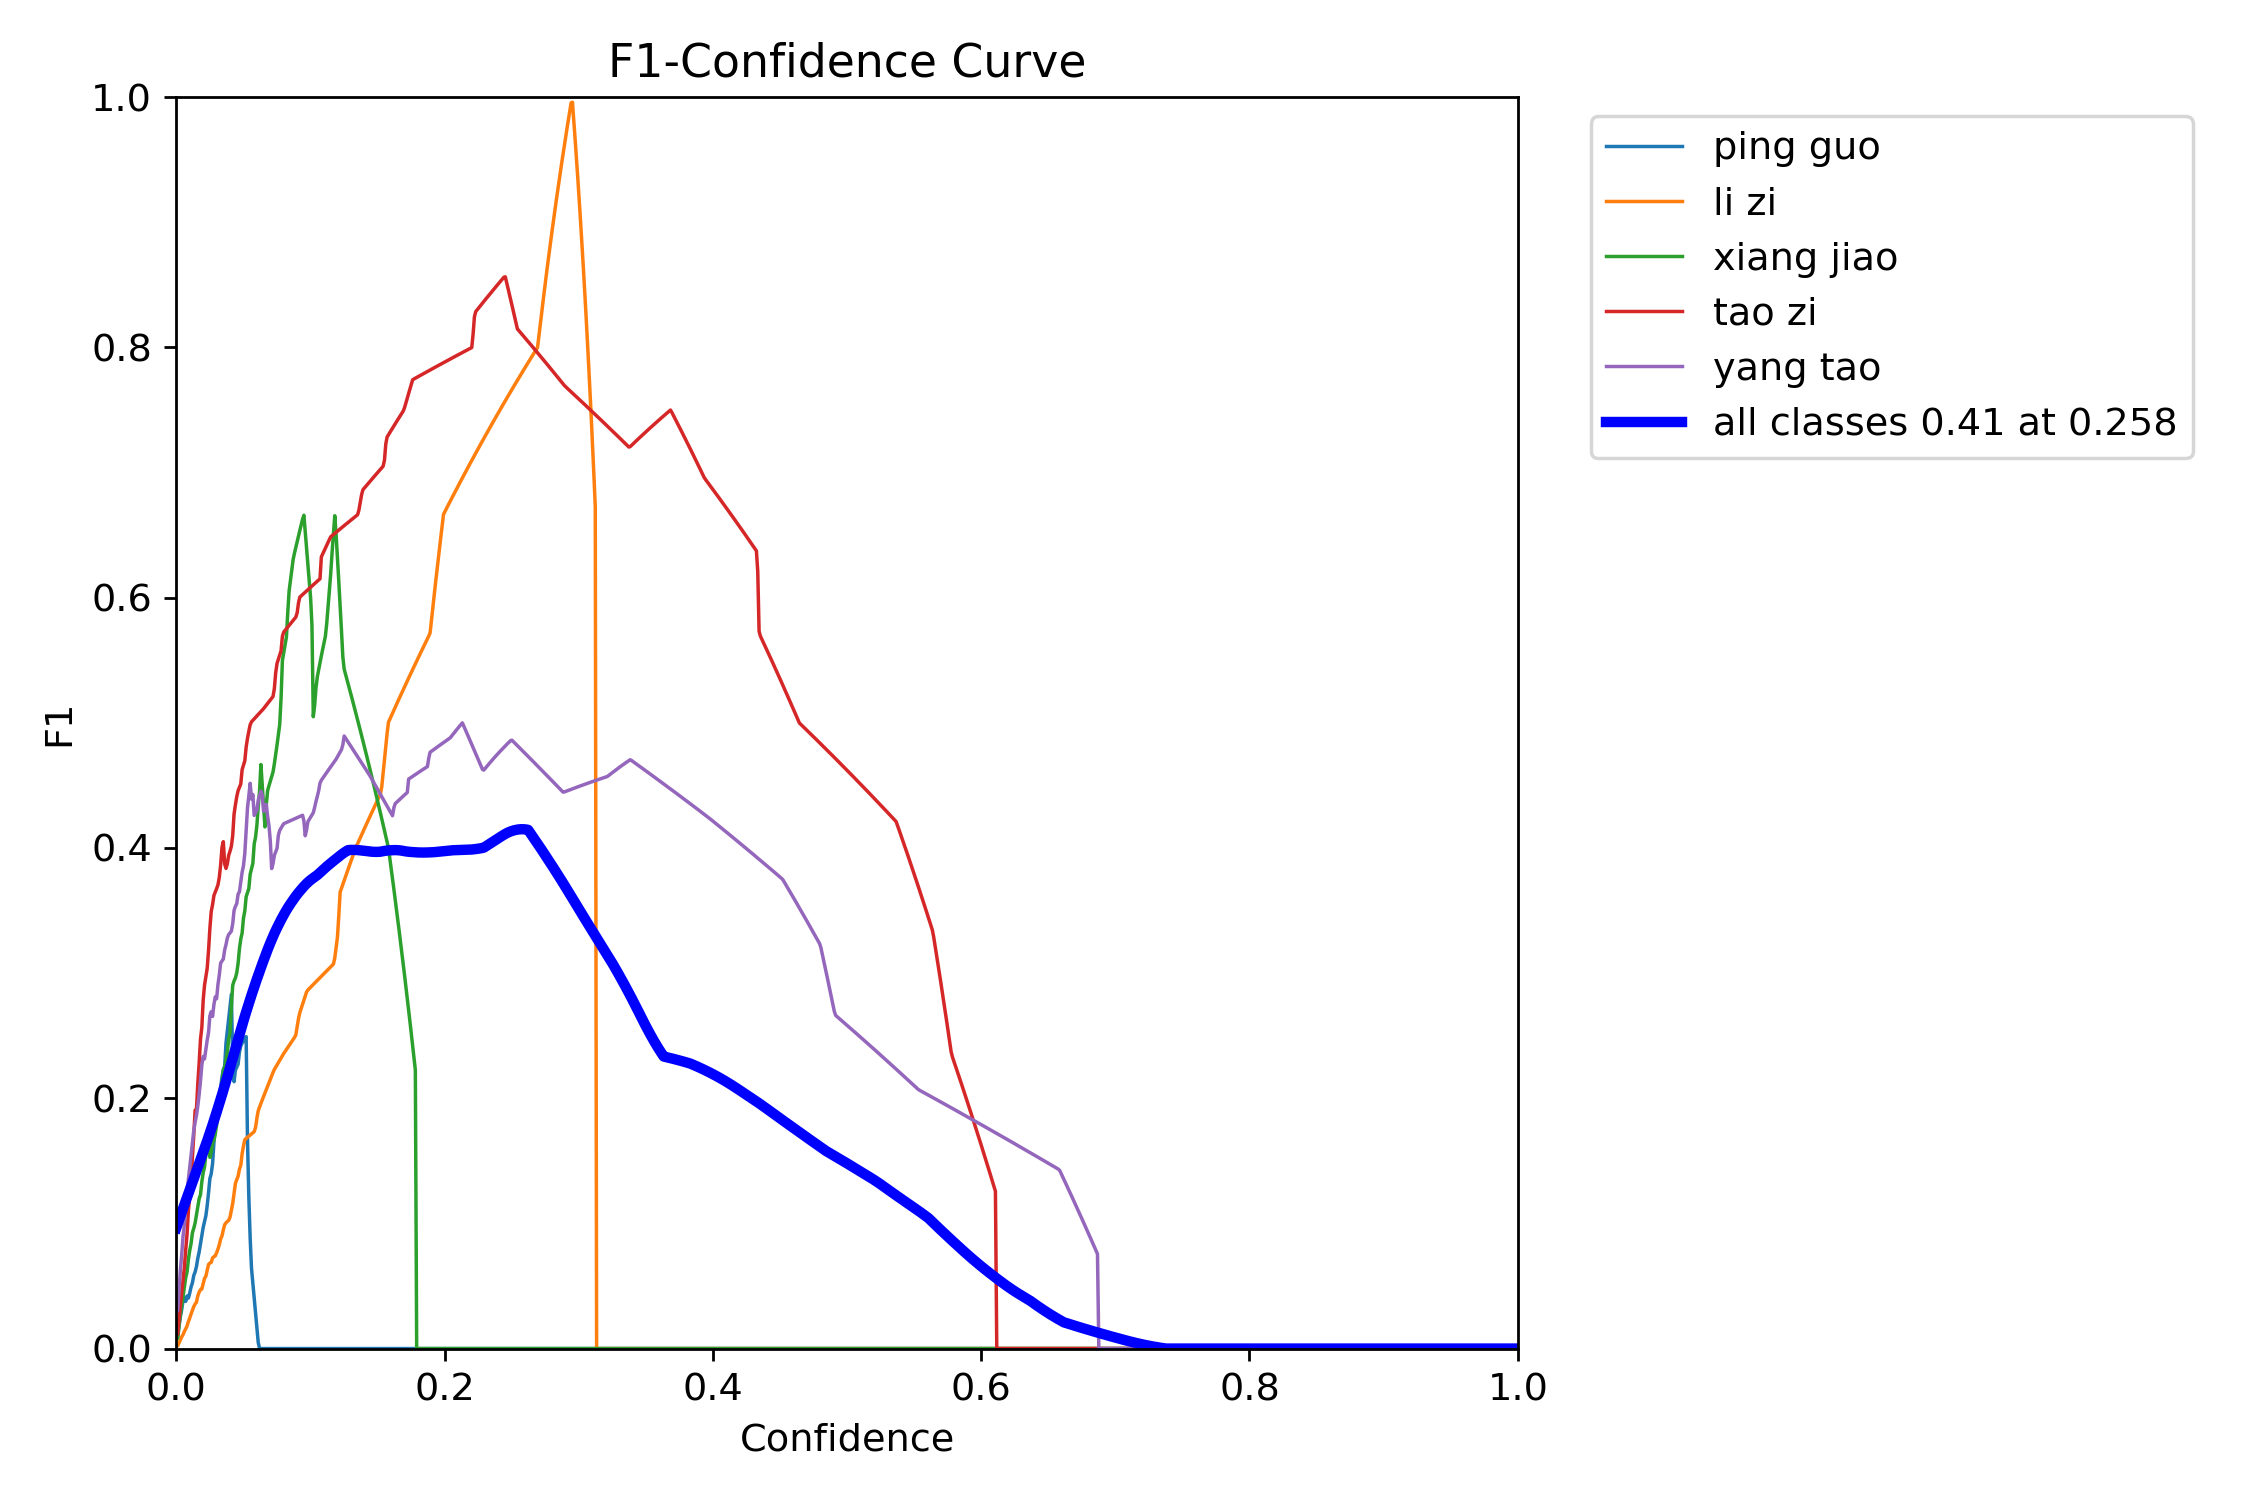 F1-Confidence Curve
1.0
0.8
0.6
0.4
0.2
0.0
F1
0.0 0.2 0.4 0.6 0.8 1.0
Confidence
ping guo
li zi
xiang jiao
tao zi
yang tao
all classes 0.41 at 0.258